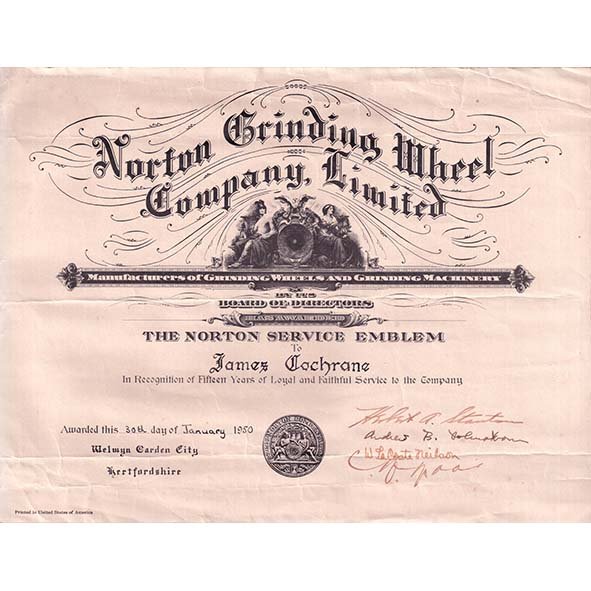 Norton Grinding Wheel
Company, Limited
Manufacturers of Grinding Wheels and Grinding Machinery
BY ITS
BOARD OF DIRECTORS
HAS AWARDED
THE NORTON SERVICE EMBLEM
To
James Cochrane
In Recognition of Fifteen Years of Loyal and Faithful Service to the Company
Awarded this 30th day of January 1950
Welwyn Garden City
Hertfordshire
Printed in United States of America